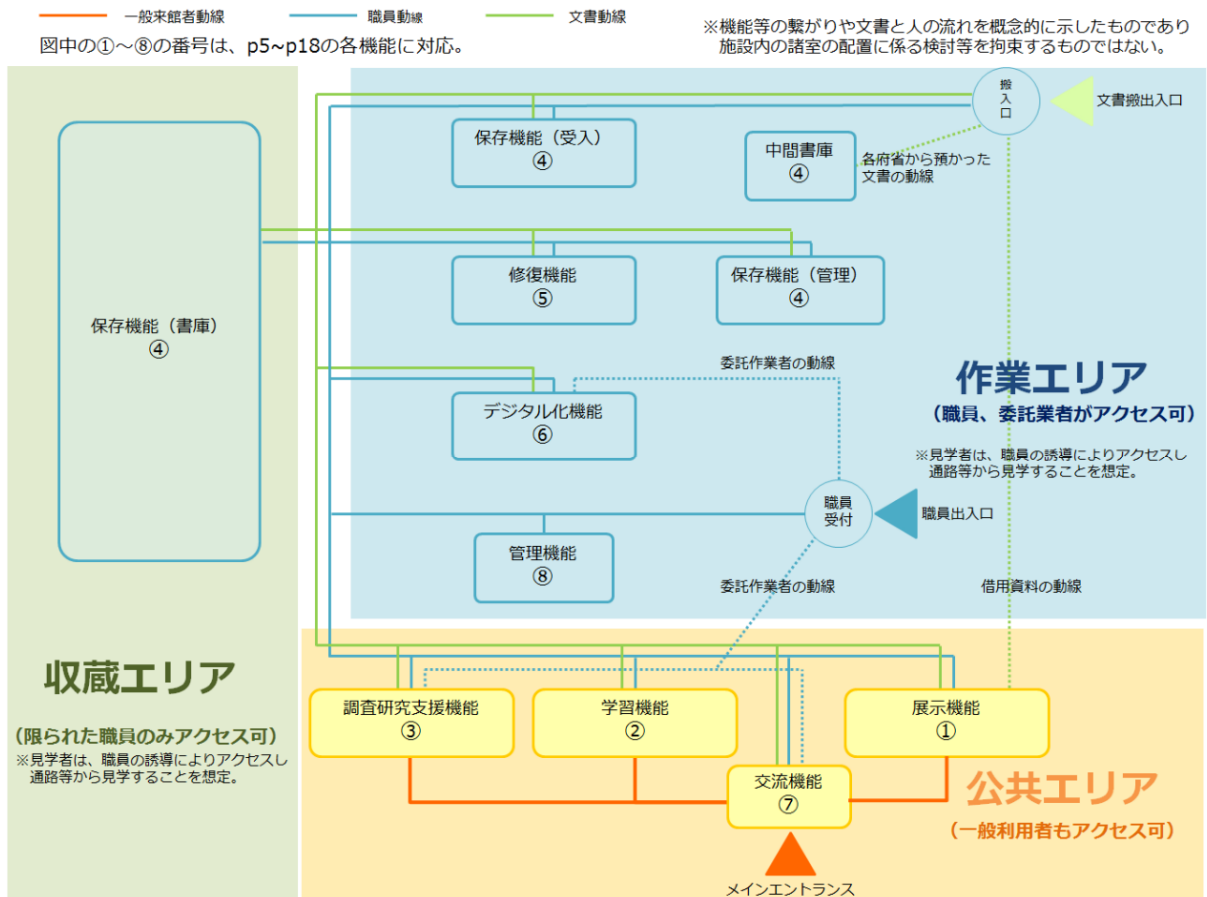 一般来館者動線　職員動線　文書動線
図中の①～⑧の番号は、p5~p18の各機能に対応。
※機能等の繋がりや文書と人の流れを概念的に示したものであり
施設内の諸室の配置に係る検討等を拘束するものではない。
搬入口
文書搬出入口
保存機能（受入）
④
中間書庫
④
各府省から預かった
文書の動線
修復機能
⑤
保存機能（管理）
④
保存機能（書庫）
④
委託作業者の動線
作業エリア
（職員、委託業者がアクセス可）
デジタル化機能
⑥
※見学者は、職員の誘導によりアクセスし
通路等から見学することを想定。
職員
受付
職員出入口
管理機能
⑧
委託作業者の動線
借用資料の動線
収蔵エリア
（限られた職員のみアクセス可）
※見学者は、職員の誘導によりアクセスし
通路等から見学することを想定。
調査研究支援機能
③
学習機能
②
展示機能
①
交流機能
⑦
公共エリア
（一般利用者もアクセス可）
メインエントランス